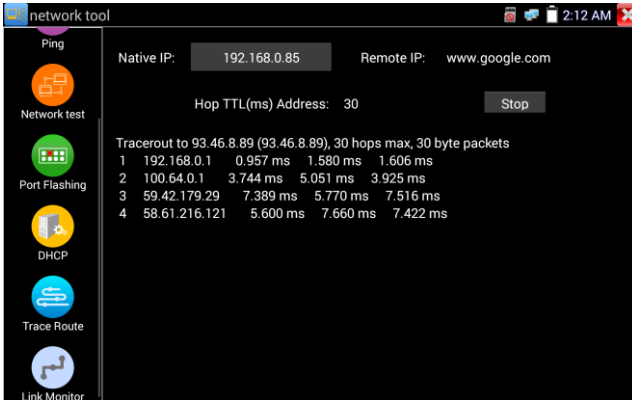 network tool
2:12 AM
Ping
Network test
Port Flashing
DHCP
Trace Route
Link Monitor
Native IP: 192.168.0.85 Remote IP: www.google.com
Hop TTL(ms) Address: 30 Stop
Tracerout to 93.46.8.89 (93.46.8.89), 30 hops max, 30 byte packets
1 192.168.0.1 0.957 ms 1.580 ms 1.606 ms
2 100.64.0.1 3.744 ms 5.051 ms 3.925 ms
3 59.42.179.29 7.389 ms 5.770 ms 7.516 ms
4 58.61.216.121 5.600 ms 7.660 ms 7.422 ms